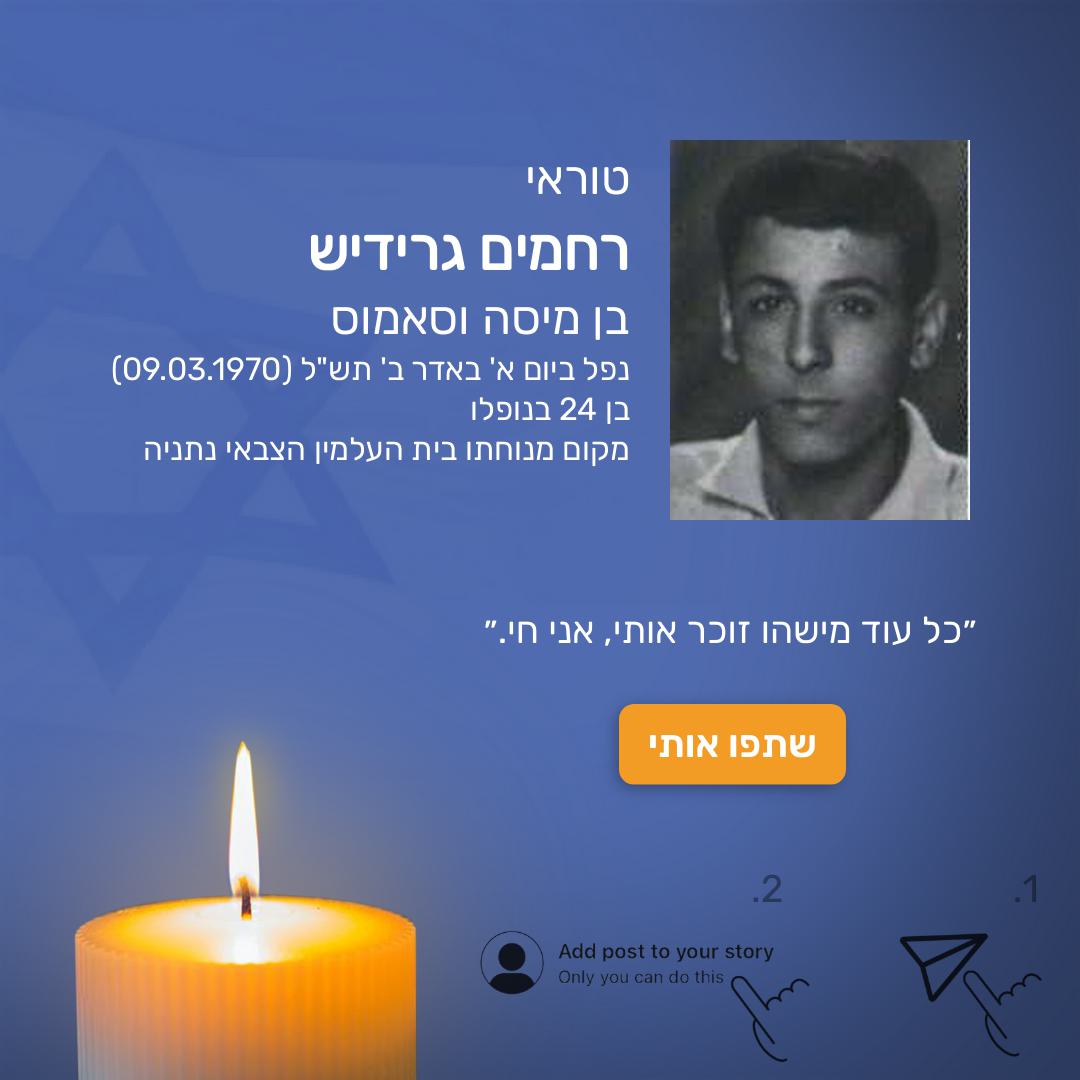 טוראי
רחמים גרידיש
בן מיסה וסאמוס
נפל ביום א' באדר ב' תש"ל (09.03.1970)
בן 24 בנופלו
מקום מנוחתו בית העלמין הצבאי נתניה
״כל עוד מישהו זוכר אותי, אני חי.״
שתפו אותי
1.
2.
Add post to your story
Only you can do this